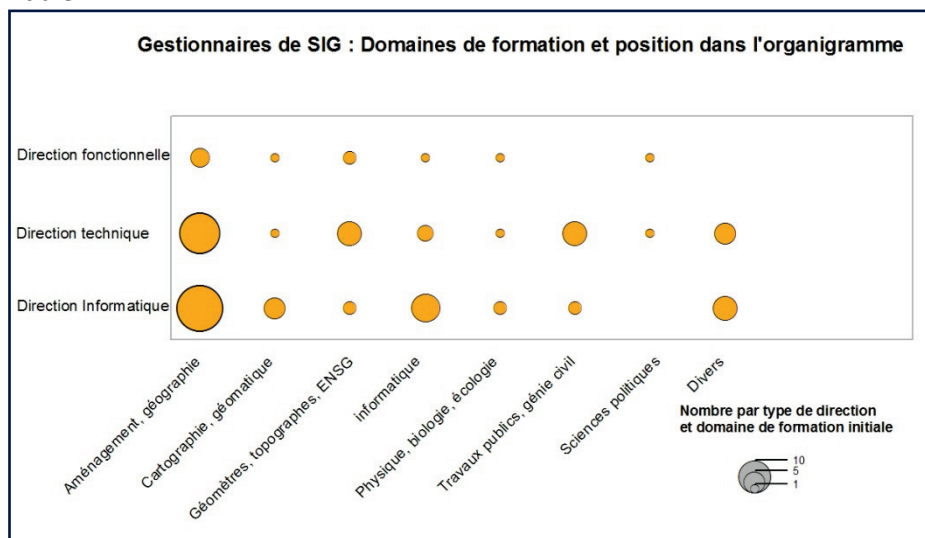 Gestionnaires de SIG : Domaines de formation et position dans l'organigramme
Direction fonctionnelle
Direction technique
Direction Informatique
Aménagement, géographie
Cartographie, géomatique
Géomètres, topographes, ENSG
informatique
Physique, biologie, écologie
Travaux publics, génie civil
Sciences politiques
Divers
Nombre par type de direction
et domaine de formation initiale
10
5
1